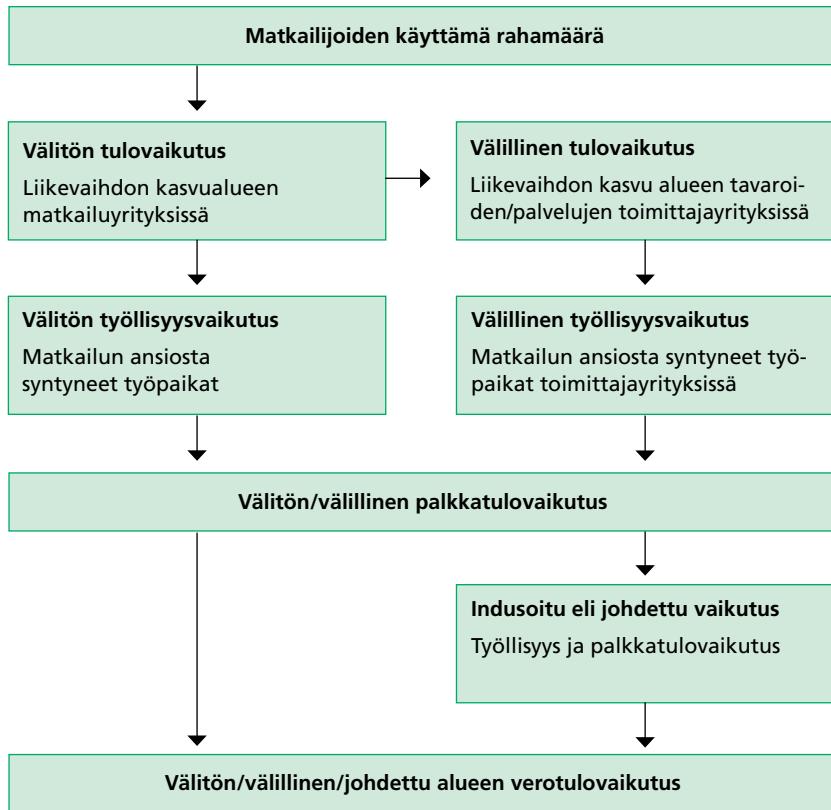 Matkailijoiden käyttämä rahamäärä
Välitön tulovaikutus
Liikevaihdon kasvualueen
matkailuyrityksissä
Välillinen tulovaikutus
Liikevaihdon kasvu alueen tavaroi-
den/palvelujen toimittajayrityksissä
Välitön työllisyysvaikutus
Matkailun ansiosta
syntyneet työpaikat
Välillinen työllisyysvaikutus
Matkailun ansiosta syntyneet työ-
paikat toimittajayrityksissä
Välitön/välillinen palkkatulovaikutus
Indusoitu eli johdettu vaikutus
Työllisyys ja palkkatulovaikutus
Välitön/välillinen/johdettu alueen verotulovaikutus